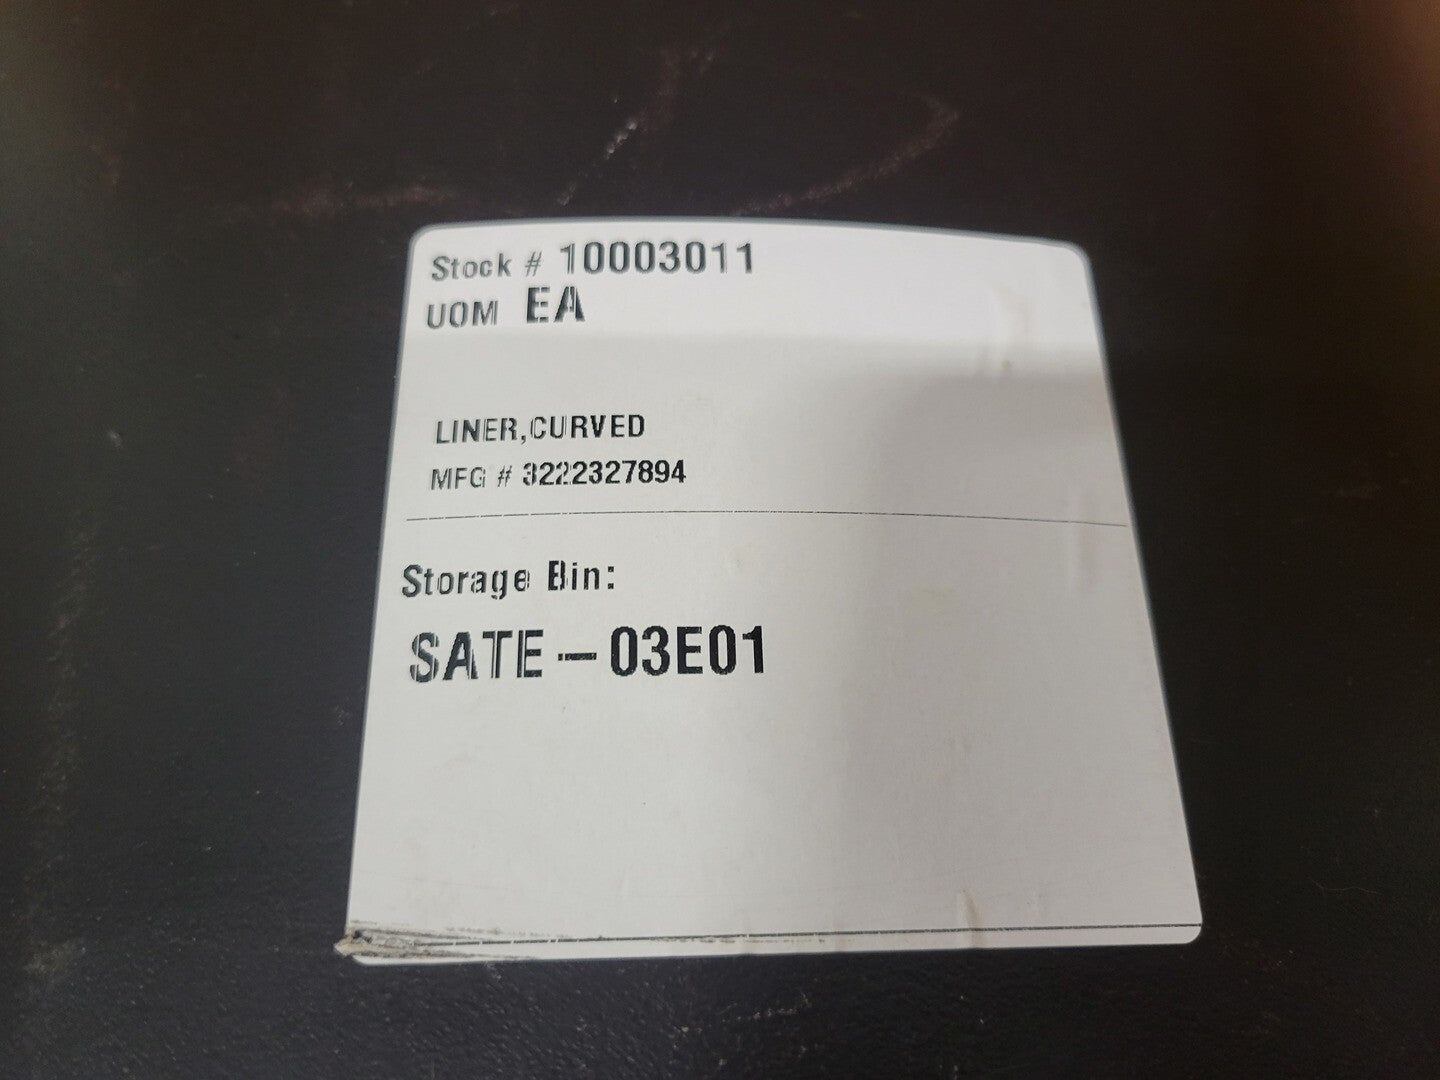 Stock # 10003011
UOM EA
LINER,CURVED
MFG # 3222327894
Storage Bin:
SATE-03E01